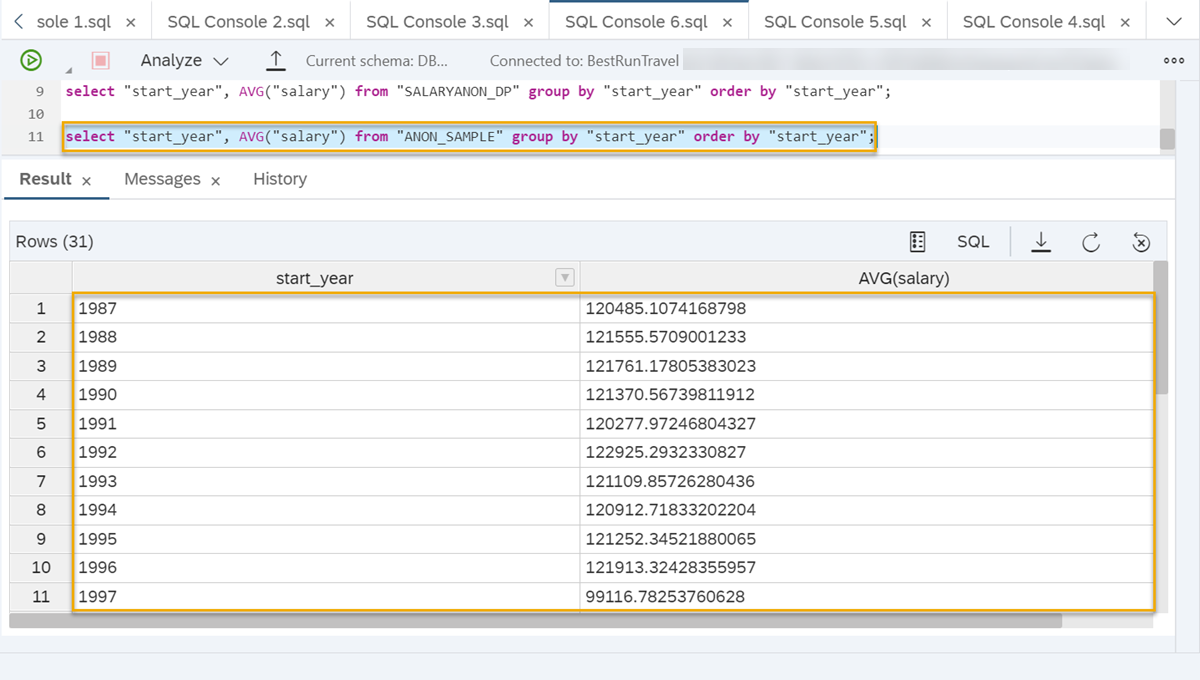 sole 1.sql × SQL Console 2.sql × SQL Console 3.sql × SQL Console 6.sql × SQL Console 5.sql × SQL Console 4.sql ×
Analyze Current schema: DB... Connected to: BestRunTravel
9 select "start_year", AVG("salary") from "SALARYANON_DP" group by "start_year" order by "start_year";
10
11 select "start_year", AVG("salary") from "ANON_SAMPLE" group by "start_year" order by "start_year";
Result × Messages × History
Rows (31) SQL
start_year AVG(salary)
1 1987 120485.1074168798
2 1988 121555.5709001233
3 1989 121761.17805383023
4 1990 121370.56739811912
5 1991 120277.97246804327
6 1992 122925.2932330827
7 1993 121109.85726280436
8 1994 120912.71833202204
9 1995 121252.34521880065
10 1996 121913.32428355957
11 1997 99116.78253760628